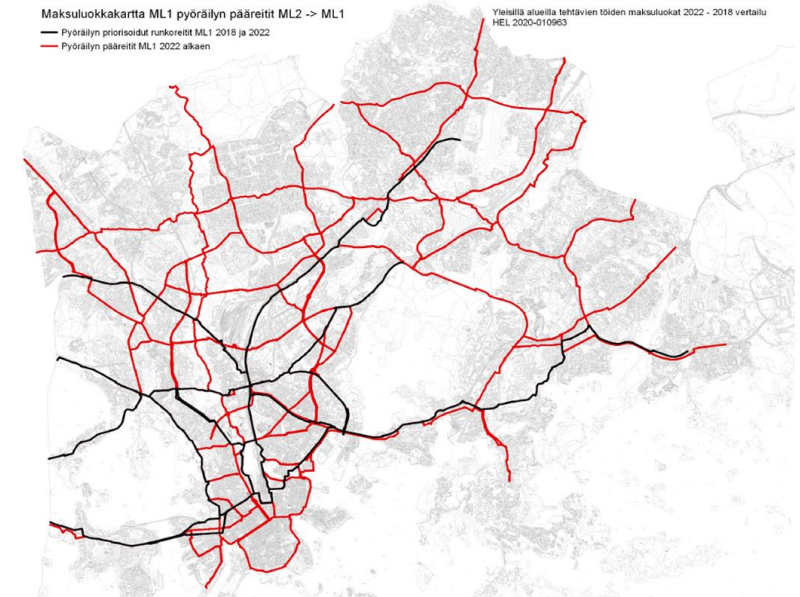 Maksuluokkakartta ML1 pyöräilyn pääreitit ML2 -> ML1
Pyöräilyn priorisoidut runkoreitit ML1 2018 ja 2022
Pyöräilyn pääreitit ML1 2022 alkaen
Yleisillä alueilla tehtävien töiden maksuluokat 2022 - 2018 vertailu
HEL 2020-010963